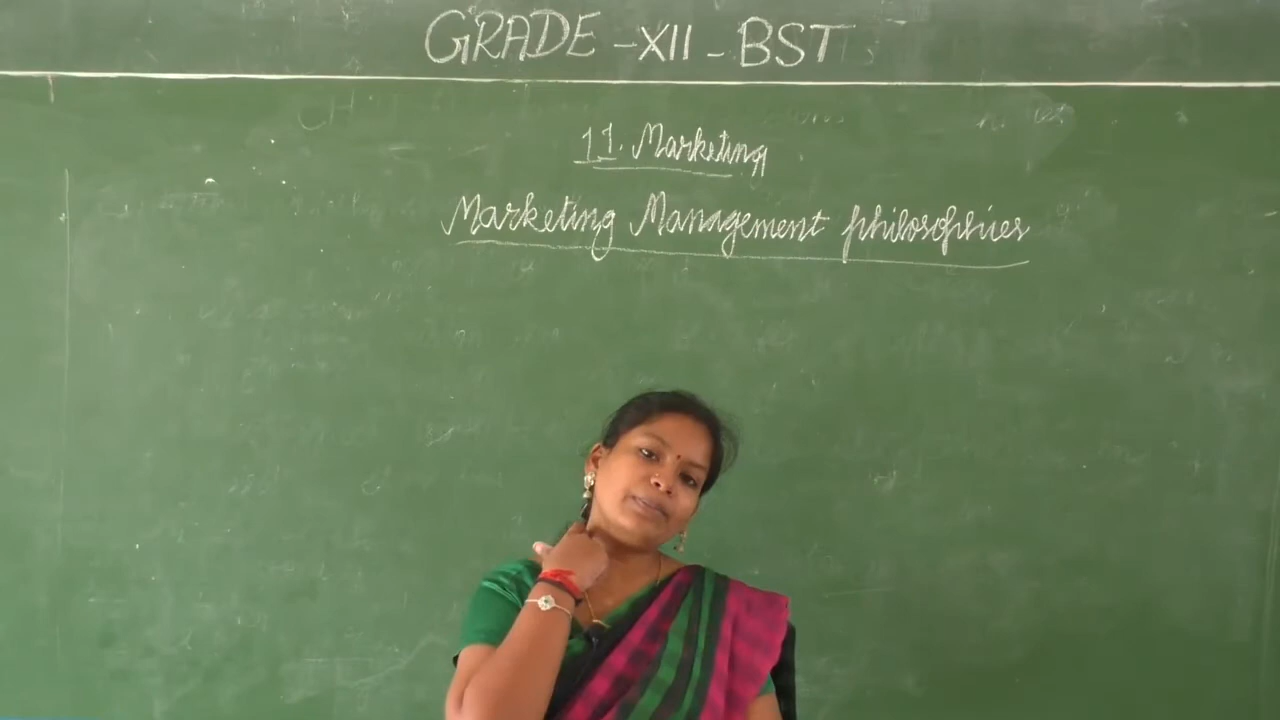 GRADE - XII - BST
11. Marketing
Marketing Management philosophies